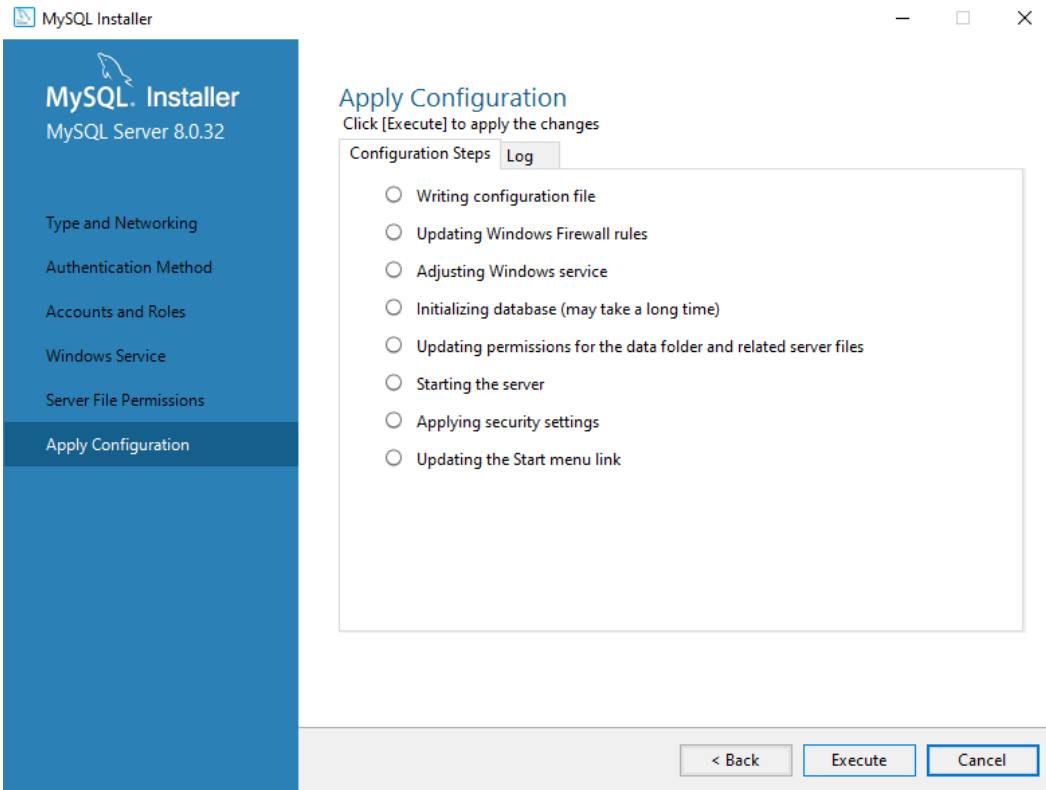 MySQL Installer
MySQL. Installer
MySQL Server 8.0.32
Type and Networking
Authentication Method
Accounts and Roles
Windows Service
Server File Permissions
Apply Configuration
Apply Configuration
Click [Execute] to apply the changes
Configuration Steps Log
Writing configuration file
Updating Windows Firewall rules
Adjusting Windows service
Initializing database (may take a long time)
Updating permissions for the data folder and related server files
Starting the server
Applying security settings
Updating the Start menu link
< Back Execute Cancel